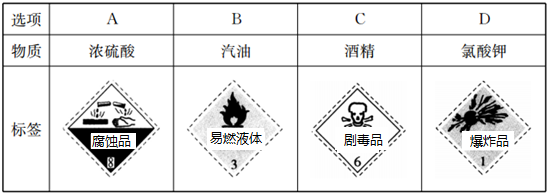 选项 A B C D
物质 浓硫酸 汽油 酒精 氯酸钾
标签 腐蚀品 易燃液体 剧毒品 爆炸品
8 3 6 1